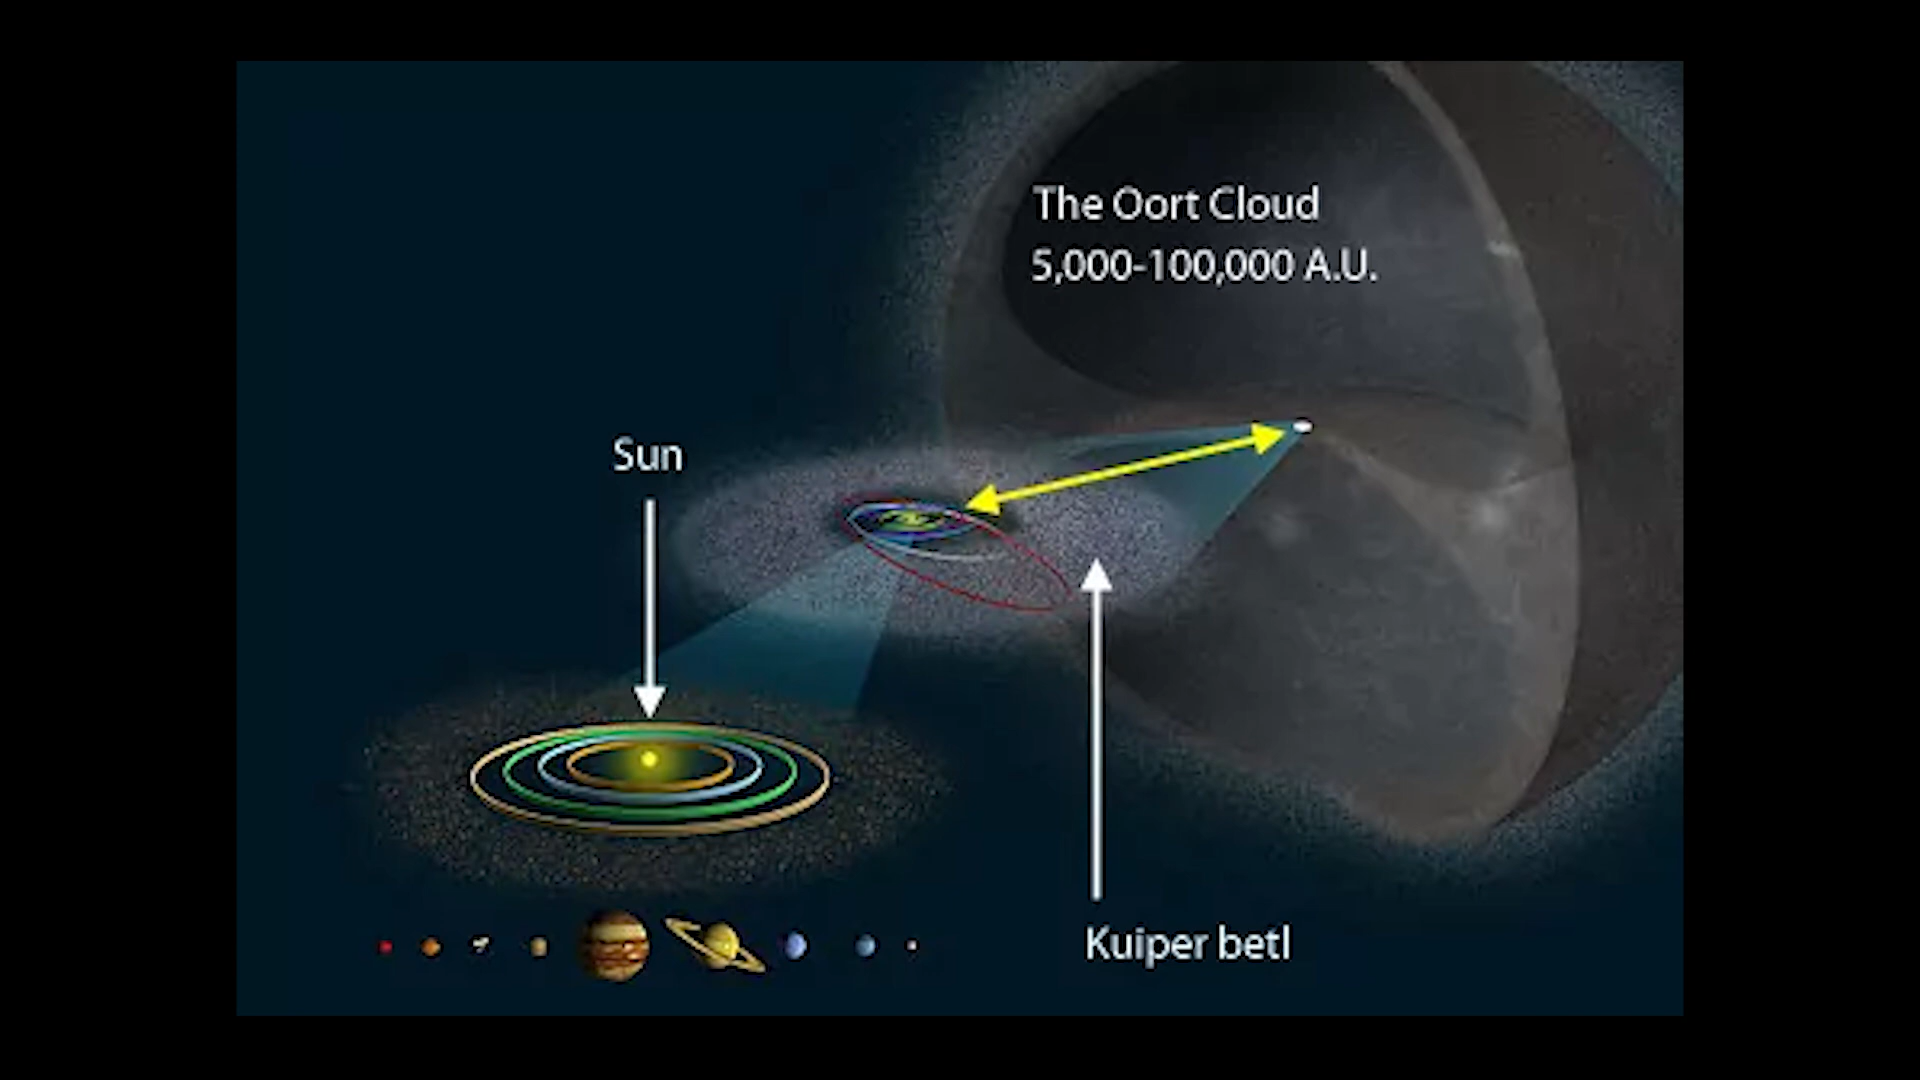 The Oort Cloud
5,000-100,000 A.U.
Sun
Kuiper betl